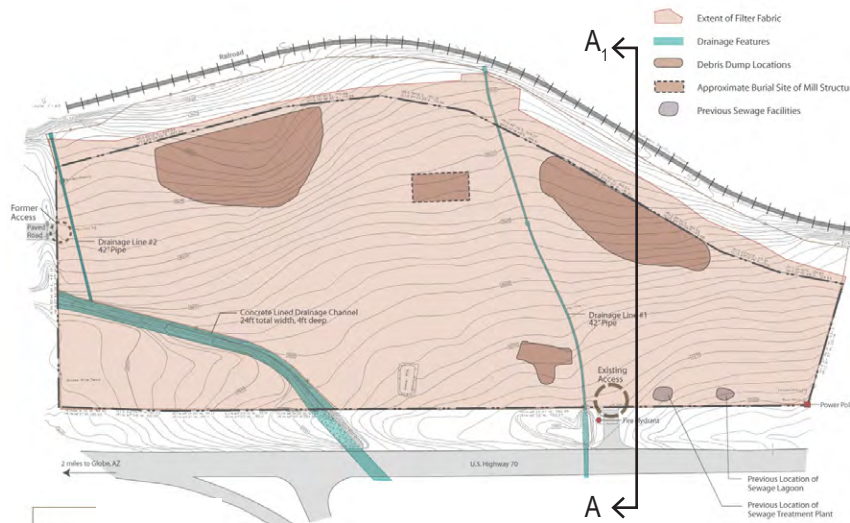 A1
Extent of Filter Fabric
Drainage Features
Debris Dump Locations
Approximate Burial Site of Mill Structu
Previous Sewage Facilities
Railroad
Former
Access
Paved
Road
Drainage Line #2
42" Pipe
Concrete Lined Drainage Channel
24ft total width, 4ft deep
Drainage Line #1
42" Pipe
Existing
Access
Fire Hydrant
Power Pol
2 miles to Globe, AZ
U.S. Highway 70
A
Previous Location of
Sewage Lagoon
Previous Location of
Sewage Treatment Plant